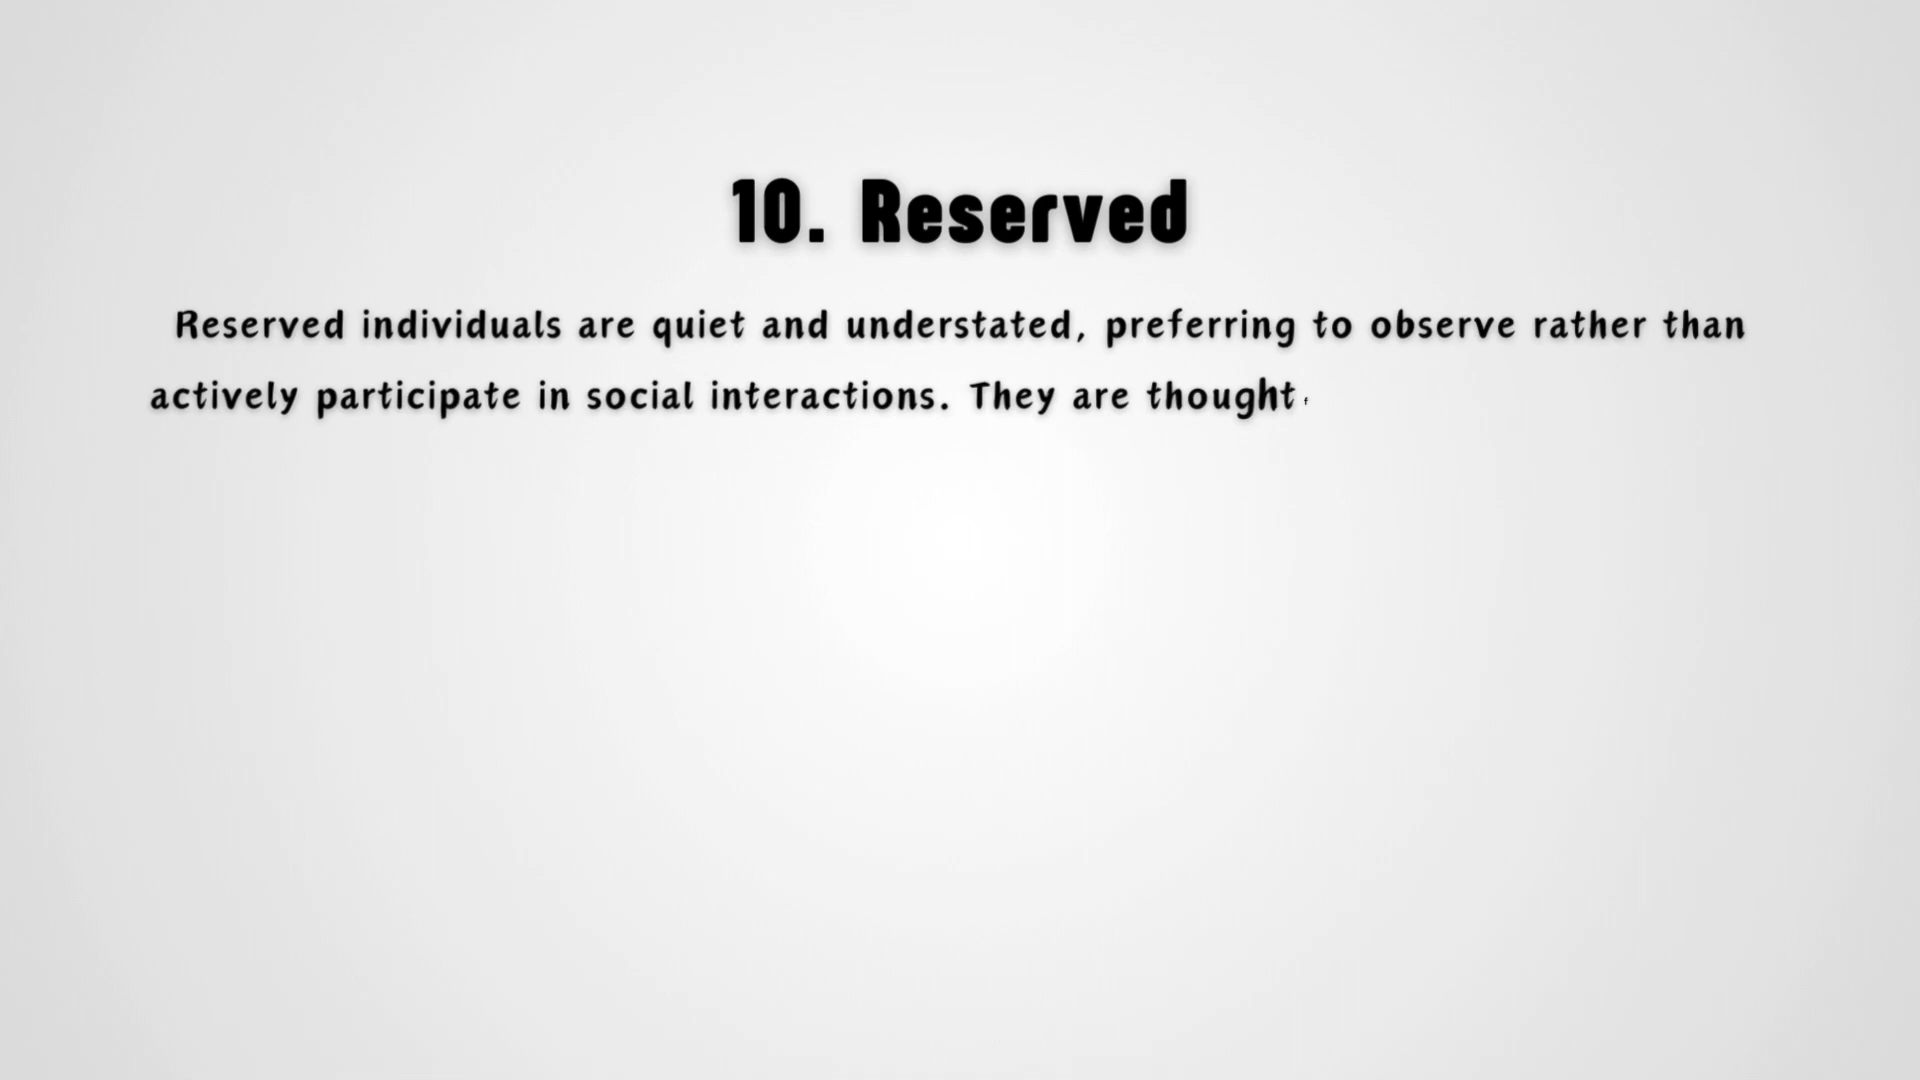 10. Reserved
Reserved individuals are quiet and understated, preferring to observe rather than
actively participate in social interactions. They are thoughtf